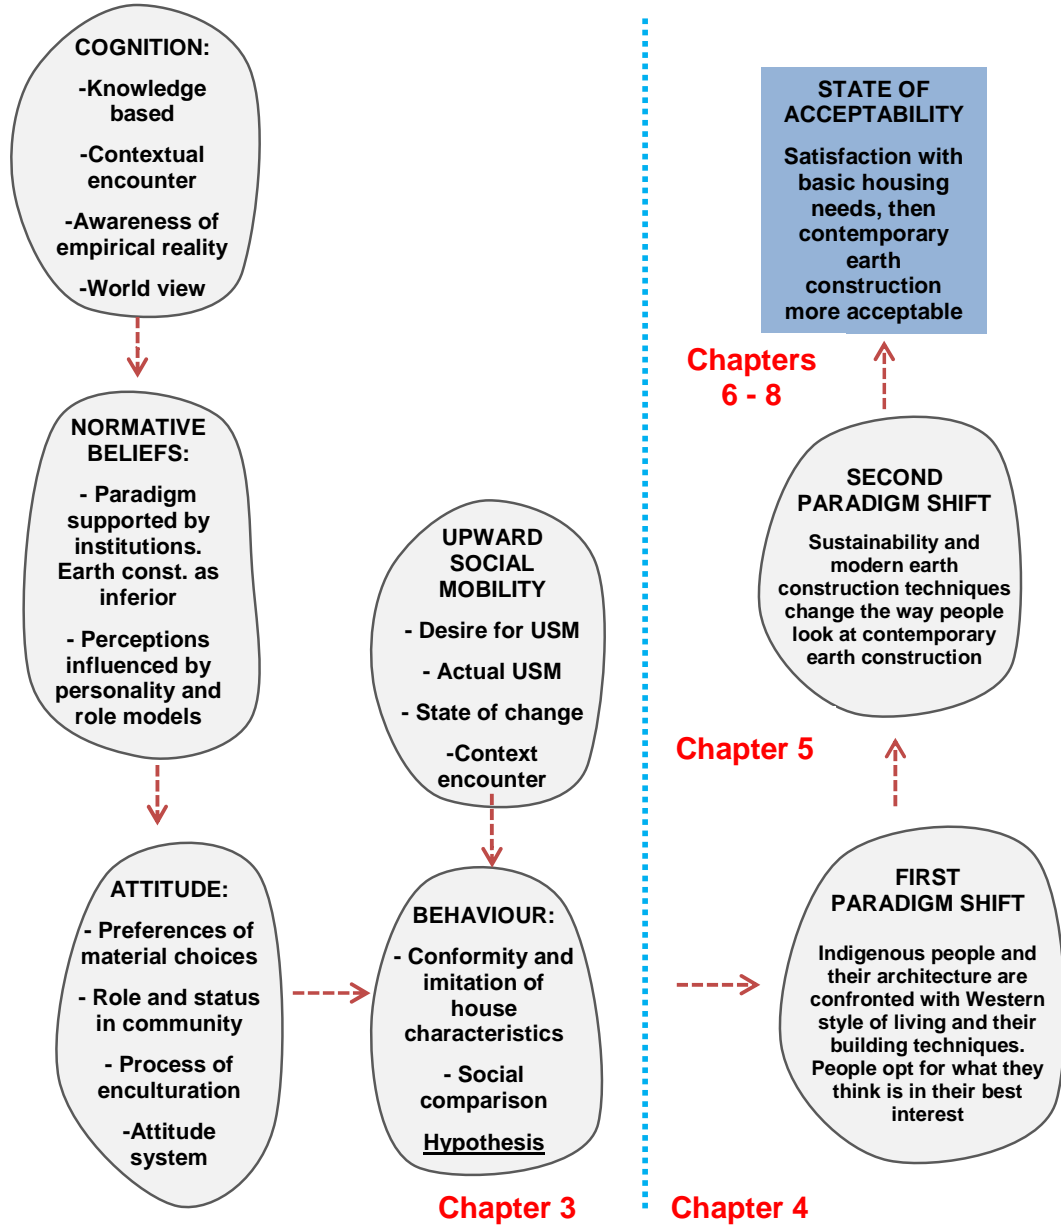 COGNITION:
-Knowledge
based
-Contextual
encounter
-Awareness of
empirical reality
-World view
NORMATIVE
BELIEFS:
- Paradigm
supported by
institutions.
Earth const. as
inferior
- Perceptions
influenced by
personality and
role models
ATTITUDE:
- Preferences of
material choices
- Role and status
in community
- Process of
enculturation
-Attitude
system
UPWARD
SOCIAL
MOBILITY
- Desire for USM
- Actual USM
- State of change
-Context
encounter
BEHAVIOUR:
- Conformity and
imitation of
house
characteristics
- Social
comparison
Hypothesis
Chapter 3
Chapter 4
FIRST
PARADIGM SHIFT
Indigenous people and
their architecture are
confronted with Western
style of living and their
building techniques.
People opt for what they
think is in their best
interest
Chapter 5
SECOND
PARADIGM SHIFT
Sustainability and
modern earth
construction techniques
change the way people
look at contemporary
earth construction
Chapters
6 - 8
STATE OF
ACCEPTABILITY
Satisfaction with
basic housing
needs, then
contemporary
earth
construction
more acceptable